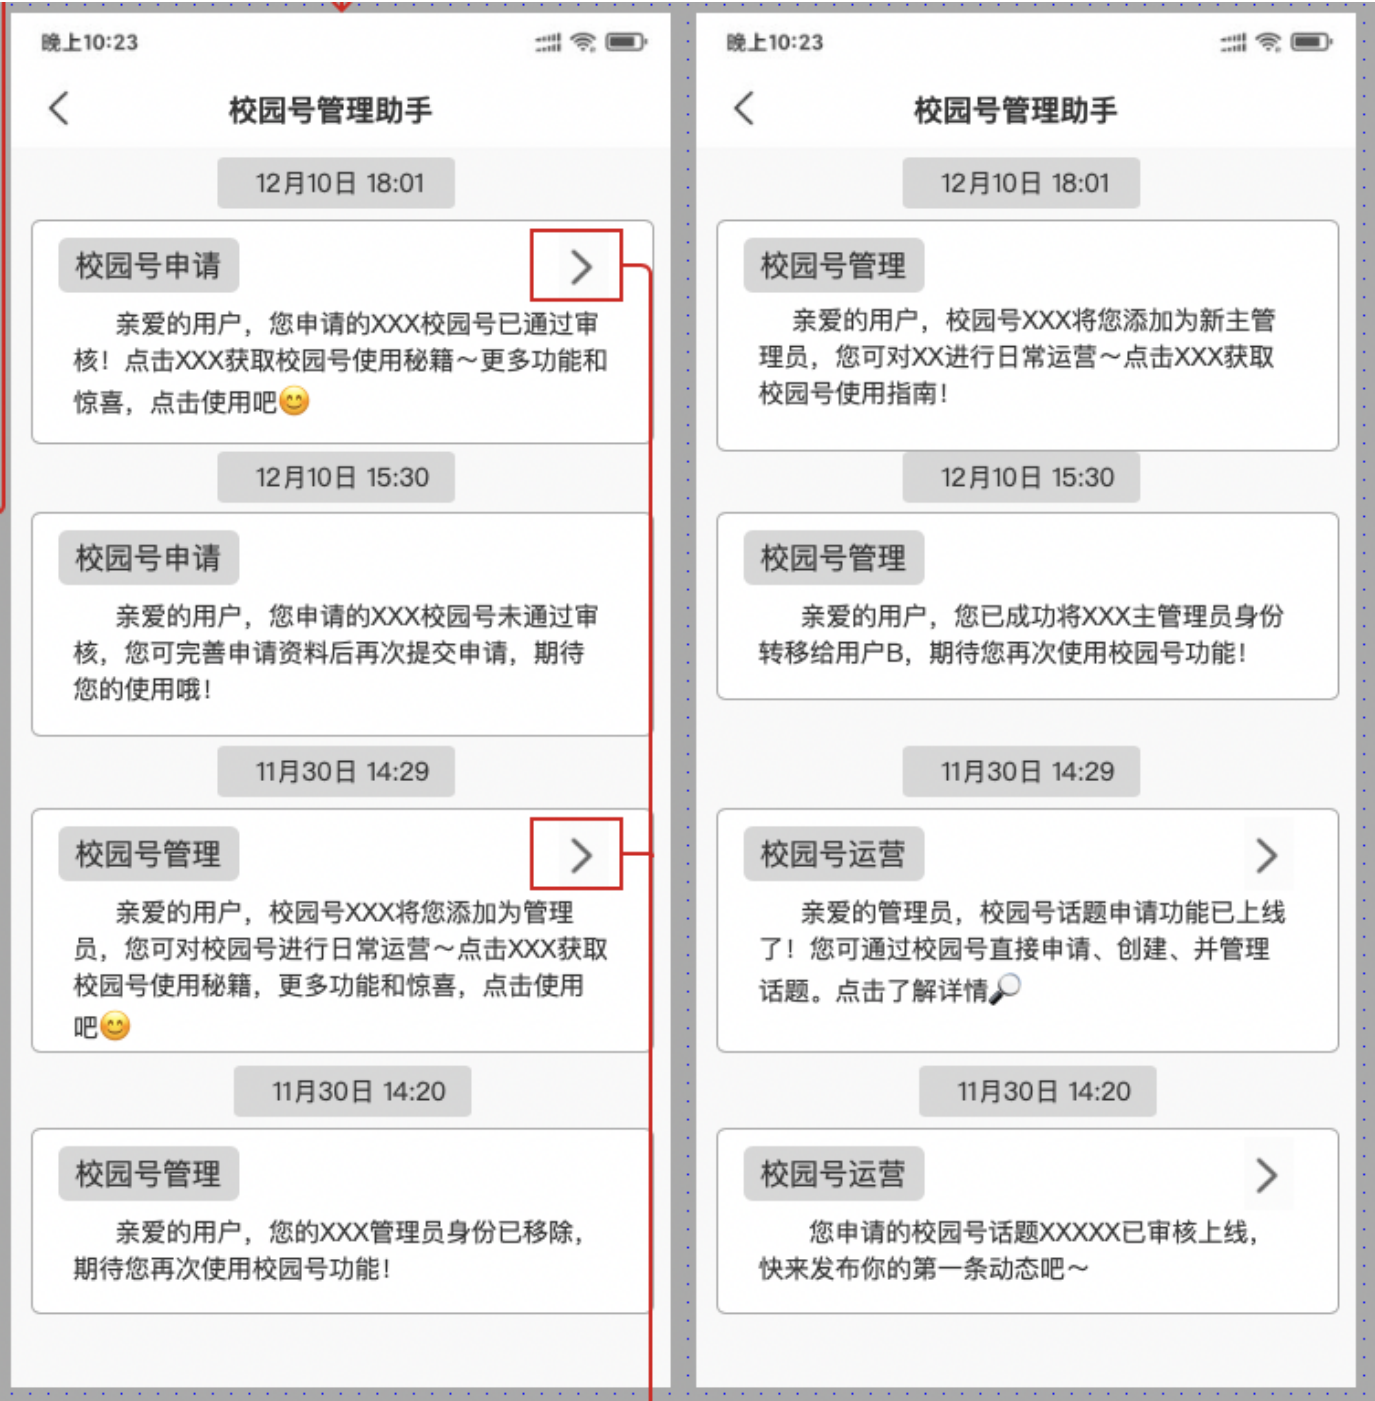 晚上10:23
校园号管理助手
12月10日 18:01
校园号申请
亲爱的用户，您申请的XXX校园号已通过审
核！点击XXX获取校园号使用秘籍～更多功能和
惊喜，点击使用吧😊
12月10日 15:30
校园号申请
亲爱的用户，您申请的XXX校园号未通过审
核，您可完善申请资料后再次提交申请，期待
您的使用哦！
11月30日 14:29
校园号管理
亲爱的用户，校园号XXX将您添加为管理
员，您可对校园号进行日常运营～点击XXX获取
校园号使用秘籍，更多功能和惊喜，点击使用
吧😊
11月30日 14:20
校园号管理
亲爱的用户，您的XXX管理员身份已移除，
期待您再次使用校园号功能！
晚上10:23
校园号管理助手
12月10日 18:01
校园号管理
亲爱的用户，校园号XXX将您添加为新主管
理员，您可对XX进行日常运营～点击XXX获取
校园号使用指南！
12月10日 15:30
校园号管理
亲爱的用户，您已成功将XXX主管理员身份
转移给用户B，期待您再次使用校园号功能！
11月30日 14:29
校园号运营
亲爱的管理员，校园号话题申请功能已上线
了！您可通过校园号直接申请、创建、并管理
话题。点击了解详情🔎
11月30日 14:20
校园号运营
您申请的校园号话题XXXXX已审核上线，
快来发布你的第一条动态吧～